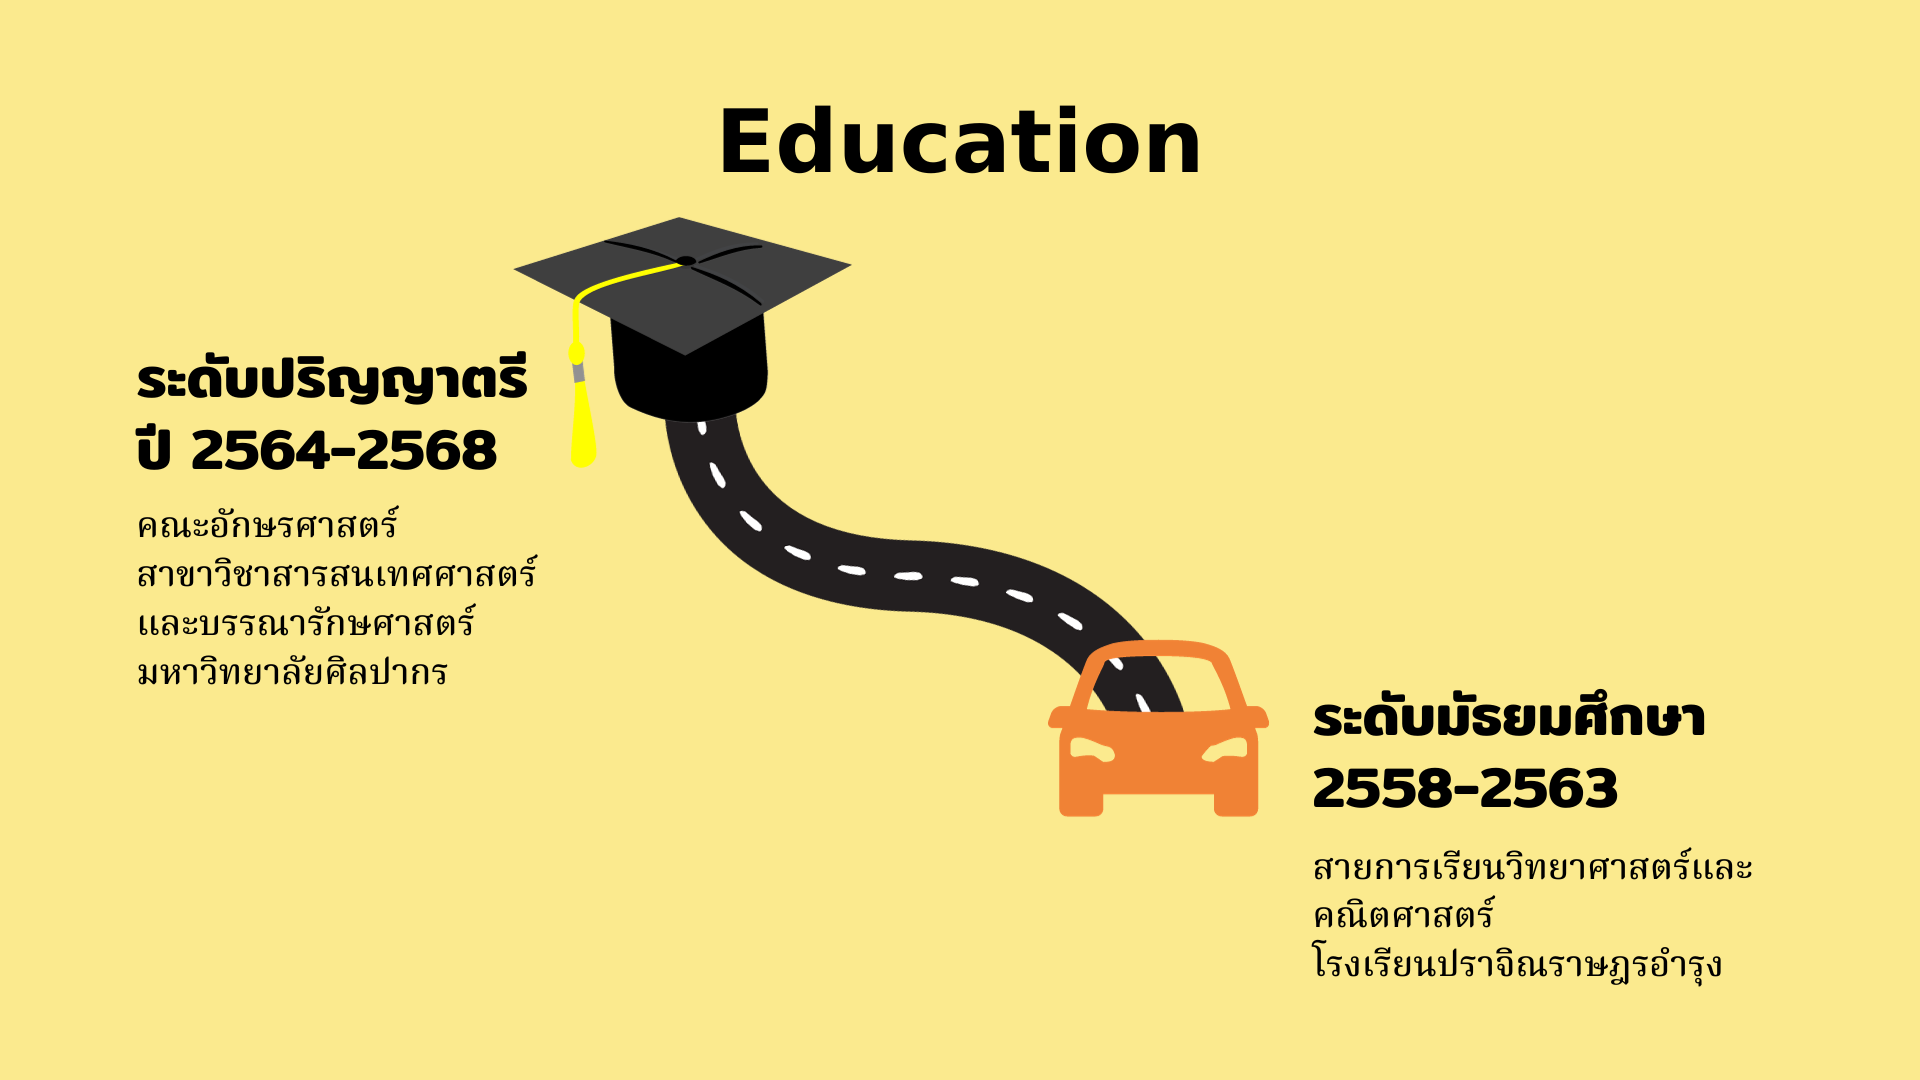 Education
ระดับปริญญาตรี
ปี 2564-2568
คณะอักษรศาสตร์
สาขาวิชาสารสนเทศศาสตร์
และบรรณารักษศาสตร์
มหาวิทยาลัยศิลปากร
ระดับมัธยมศึกษา
2558-2563
สายการเรียนวิทยาศาสตร์และ
คณิตศาสตร์
โรงเรียนปราจิณราษฎรอำรุง